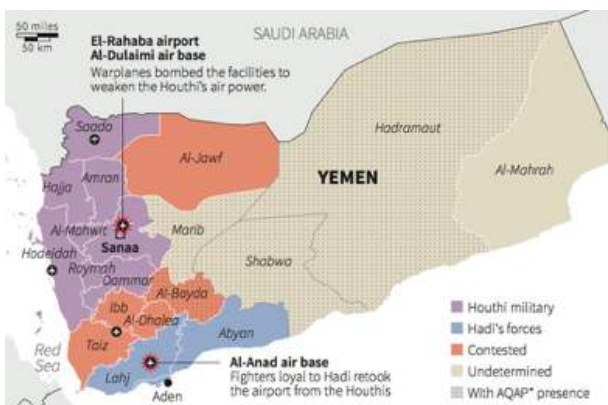 50 miles
50 km
SAUDI ARABIA
El-Rahaba airport
Al-Dulaimi air base
Warplanes bombed the facilities to
weaken the Houthi's air power.
Saada
Al-Jawf
Hadramaut
Al-Mahrah
YEMEN
Hajja
Amran
Al-Mahwit
Sanaa
Marib
Hodeidah
Raymah
Dammar
Shabwa
Al-Bayda
Ibb
Al-Dhalea
Taiz
Abyan
Lahj
Red
Sea
Aden
Al-Anad air base
Fighters loyal to Hadi retook
the airport from the Houthis
Houthi military
Hadi's forces
Contested
Undetermined
With AQAP* presence